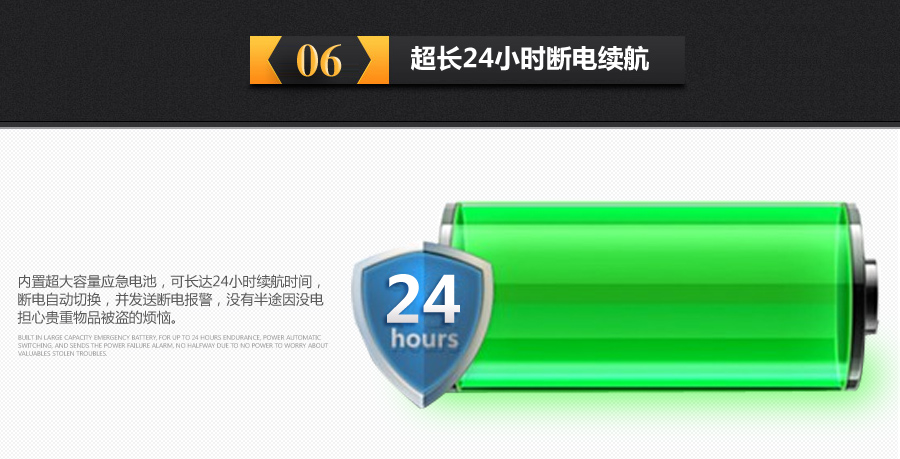 06
超长24小时断电续航
内置超大容量应急电池，可长达24小时续航时间，
断电自动切换，并发送断电报警，没有半途因没电
担心贵重物品被盗的烦恼。
BUILT IN LARGE CAPACITY EMERGENCY BATTERY, FOR UP TO 24 HOURS ENDURANCE, POWER AUTOMATIC
SWITCHING, AND SENDS THE POWER FAILURE ALARM, NO HALFWAY DUE TO NO POWER TO WORRY ABOUT
VALUABLES STOLEN TROUBLES.
24
hours